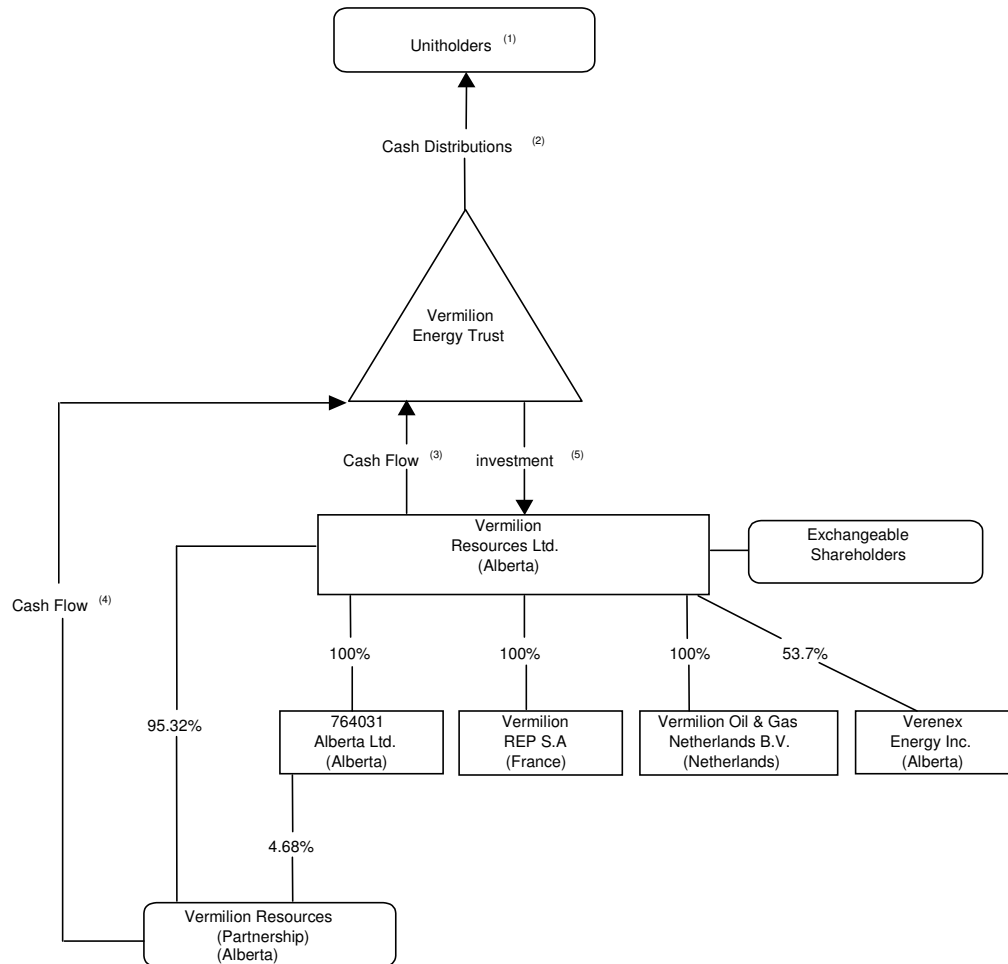 Unitholders (1)
Cash Distributions (2)
Vermilion
Energy Trust
Cash Flow (3)
investment (5)
Vermilion
Resources Ltd.
(Alberta)
Exchangeable
Shareholders
Cash Flow (4)
100%
100%
100%
53.7%
95.32%
764031
Alberta Ltd.
(Alberta)
Vermilion
REP S.A
(France)
Vermilion Oil & Gas
Netherlands B.V.
(Netherlands)
Verenex
Energy Inc.
(Alberta)
4.68%
Vermilion Resources
(Partnership)
(Alberta)